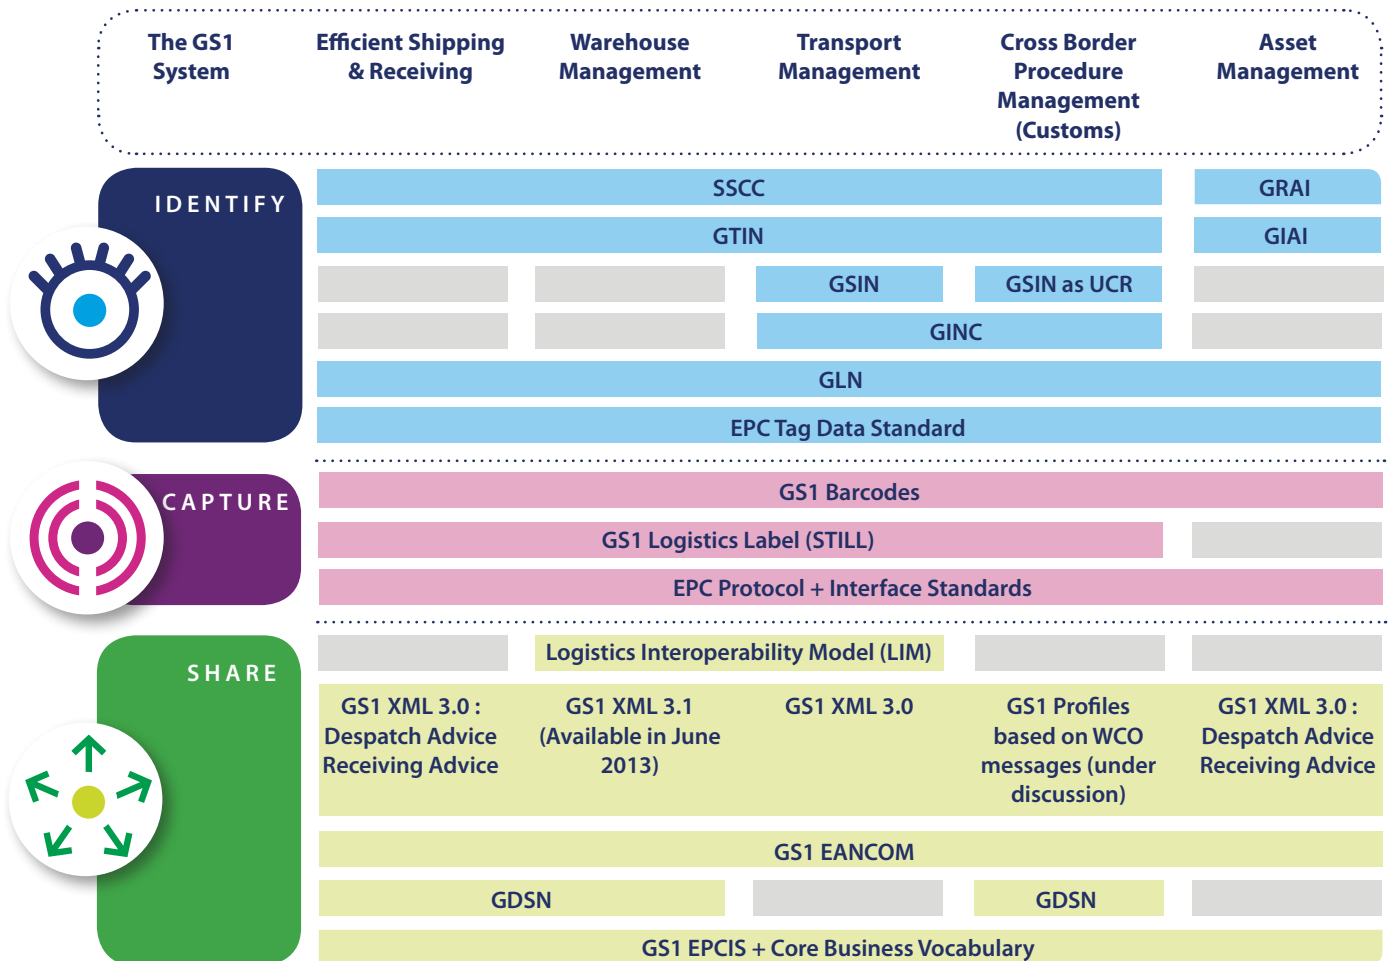 The GS1
System
Efficient Shipping
& Receiving
Warehouse
Management
Transport
Management
Cross Border
Procedure
Management
(Customs)
Asset
Management
IDENTIFY
SSCC
GRAI
GTIN
GIAI
GSIN
GSIN as UCR
GINC
GLN
EPC Tag Data Standard
CAPTURE
GS1 Barcodes
GS1 Logistics Label (STILL)
EPC Protocol + Interface Standards
SHARE
Logistics Interoperability Model (LIM)
GS1 XML 3.0 :
Despatch Advice
Receiving Advice
GS1 XML 3.1
(Available in June
2013)
GS1 XML 3.0
GS1 Profiles
based on WCO
messages (under
discussion)
GS1 XML 3.0 :
Despatch Advice
Receiving Advice
GS1 EANCOM
GDSN
GDSN
GS1 EPCIS + Core Business Vocabulary